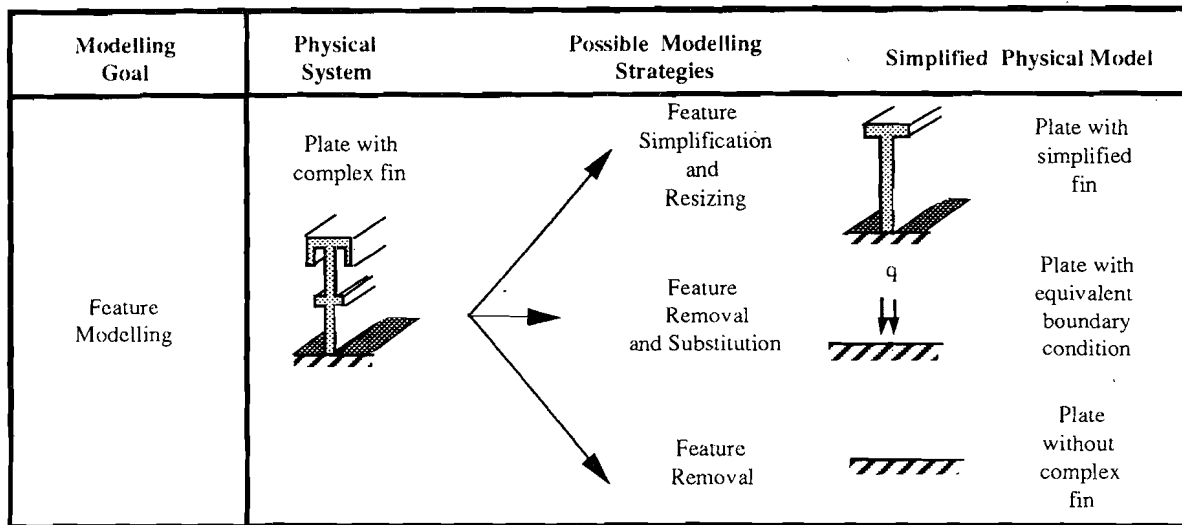 Modelling
Goal
Physical
System
Possible Modelling
Strategies
Simplified Physical Model
Feature
Modelling
Plate with
complex fin
Feature
Simplification
and
Resizing
Plate with
simplified
fin
Feature
Removal
and Substitution
q
Plate with
equivalent
boundary
condition
Feature
Removal
Plate
without
complex
fin